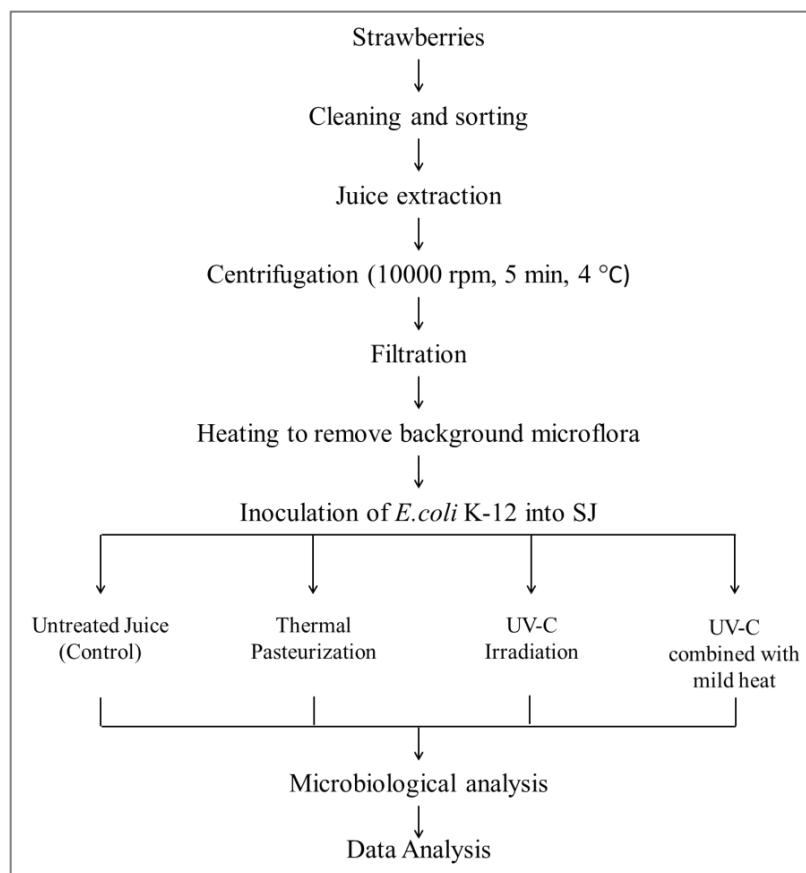 Strawberries
Cleaning and sorting
Juice extraction
Centrifugation (10000 rpm, 5 min, 4 °C)
Filtration
Heating to remove background microflora
Inoculation of E.coli K-12 into SJ
Untreated Juice
(Control)
Thermal
Pasteurization
UV-C
Irradiation
UV-C
combined with
mild heat
Microbiological analysis
Data Analysis